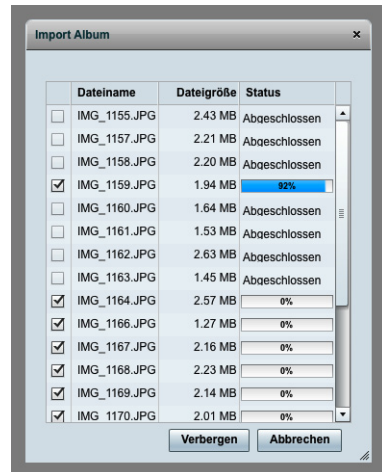 Import Album
Dateiname Dateigröße Status
IMG_1155.JPG 2.43 MB Abgeschlossen
IMG_1157.JPG 2.21 MB Abgeschlossen
IMG_1158.JPG 2.20 MB Abgeschlossen
IMG_1159.JPG 1.94 MB 92%
IMG_1160.JPG 1.64 MB Abgeschlossen
IMG_1161.JPG 1.53 MB Abgeschlossen
IMG_1162.JPG 2.63 MB Abgeschlossen
IMG_1163.JPG 1.45 MB Abgeschlossen
IMG_1164.JPG 2.57 MB 0%
IMG_1166.JPG 1.27 MB 0%
IMG_1167.JPG 2.16 MB 0%
IMG_1168.JPG 2.23 MB 0%
IMG_1169.JPG 2.14 MB 0%
IMG_1170.JPG 2.01 MB 0%
Verbergen Abbrechen